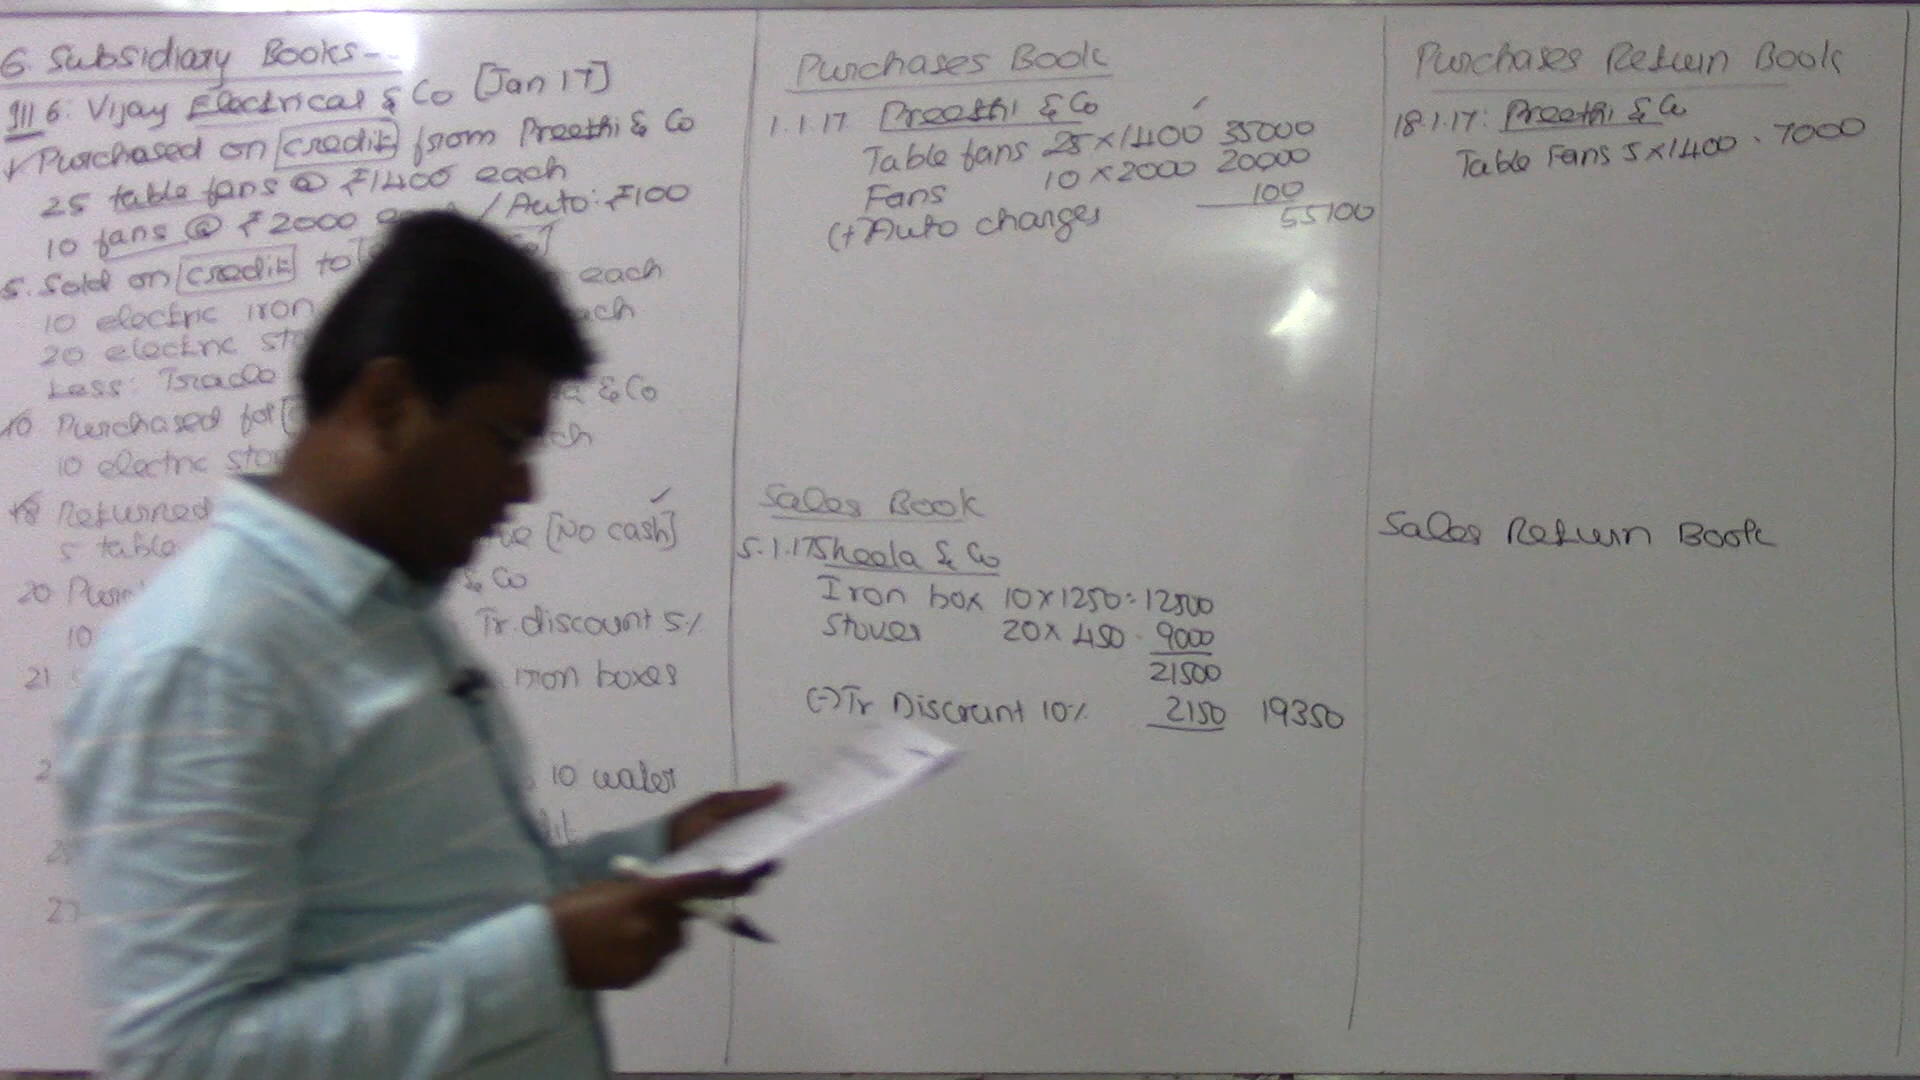 6. Subsidiary Books -
Ill 6: Vijay Electrical & Co [Jan 17]
1 Purchased on credit from Preethi & Co
25 table fans @ ₹1400 each
10 fans @ ₹2000 / Auto: ₹100
5. Sold on credit to
10 electric iron each
20 electric each
Less:
10 Purchased for & Co
10 electric
18 Returned [No cash]
5 table
20 & Co
10 Tr. discount 5%
21 iron boxes
10 water
27
Purchases Book
1.1.17 Preethi & Co
Table fans 25 x 1400 35000
Fans 10 x 2000 20000
(+) Auto charges 100
55100
Sales Book
5.1.17 Sheela & Co
Iron box 10 x 1250 = 12500
Stoves 20 x 450 - 9000
21500
(-) Tr Discount 10% 2150 19350
Purchases Return Book
18.1.17: Preethi & Co
Table Fans 5 x 1400 - 7000
Sales Return Book